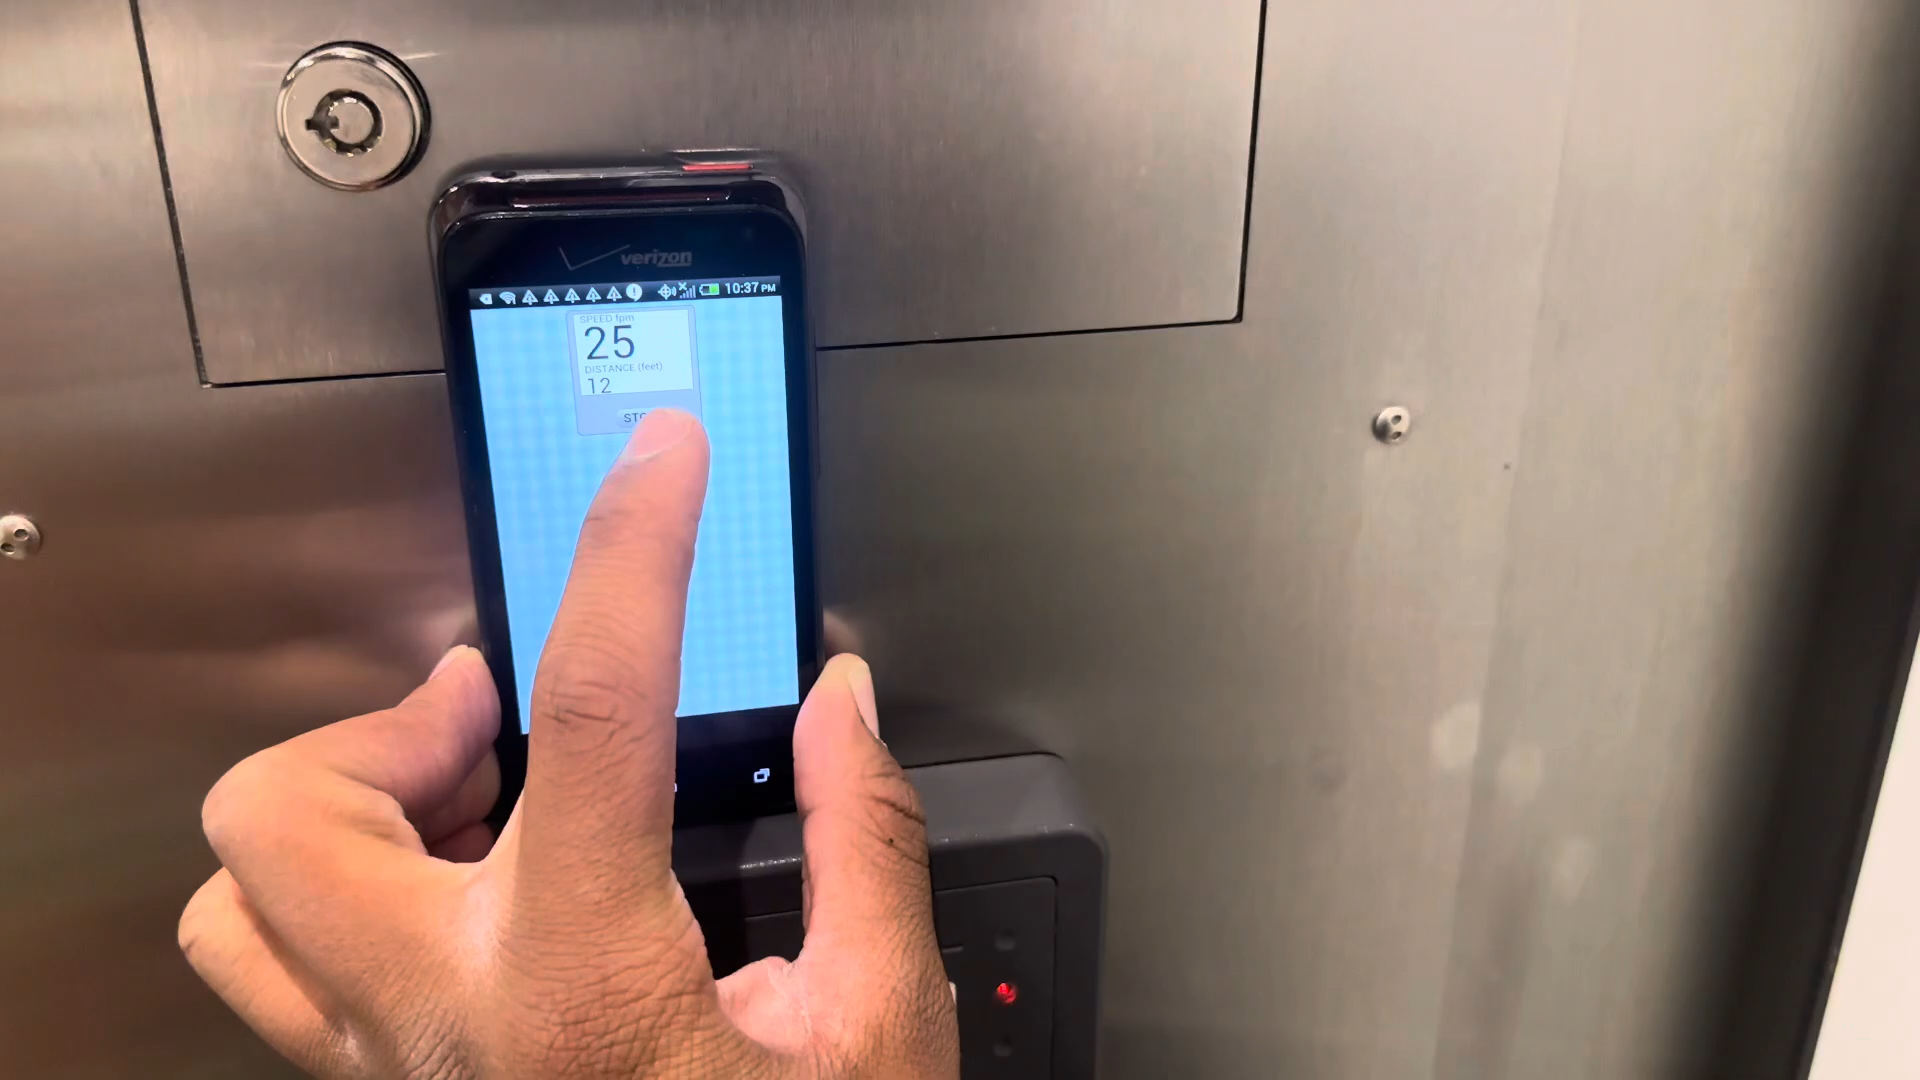 verizon
10:37 PM
SPEED fpm
25
DISTANCE (feet)
12